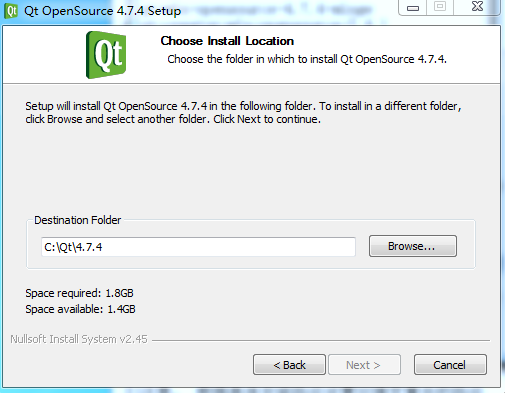 Qt OpenSource 4.7.4 Setup
Qt
Choose Install Location
Choose the folder in which to install Qt OpenSource 4.7.4.
Setup will install Qt OpenSource 4.7.4 in the following folder. To install in a different folder,
click Browse and select another folder. Click Next to continue.
Destination Folder
C:\Qt\4.7.4
Browse...
Space required: 1.8GB
Space available: 1.4GB
Nullsoft Install System v2.45
< Back
Next >
Cancel